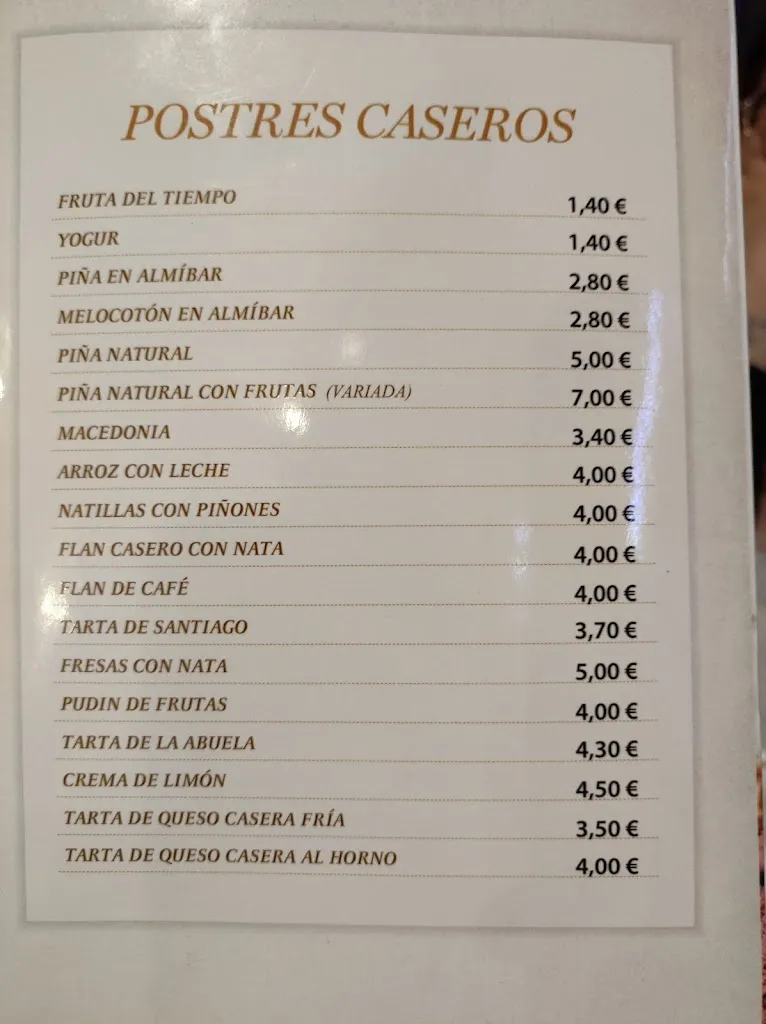 POSTRES CASEROS
FRUTA DEL TIEMPO 1,40 €
YOGUR 1,40 €
PIÑA EN ALMÍBAR 2,80 €
MELOCOTÓN EN ALMÍBAR 2,80 €
PIÑA NATURAL 5,00 €
PIÑA NATURAL CON FRUTAS (VARIADA) 7,00 €
MACEDONIA 3,40 €
ARROZ CON LECHE 4,00 €
NATILLAS CON PIÑONES 4,00 €
FLAN CASERO CON NATA 4,00 €
FLAN DE CAFÉ 4,00 €
TARTA DE SANTIAGO 3,70 €
FRESAS CON NATA 5,00 €
PUDIN DE FRUTAS 4,00 €
TARTA DE LA ABUELA 4,30 €
CREMA DE LIMÓN 4,50 €
TARTA DE QUESO CASERA FRÍA 3,50 €
TARTA DE QUESO CASERA AL HORNO 4,00 €